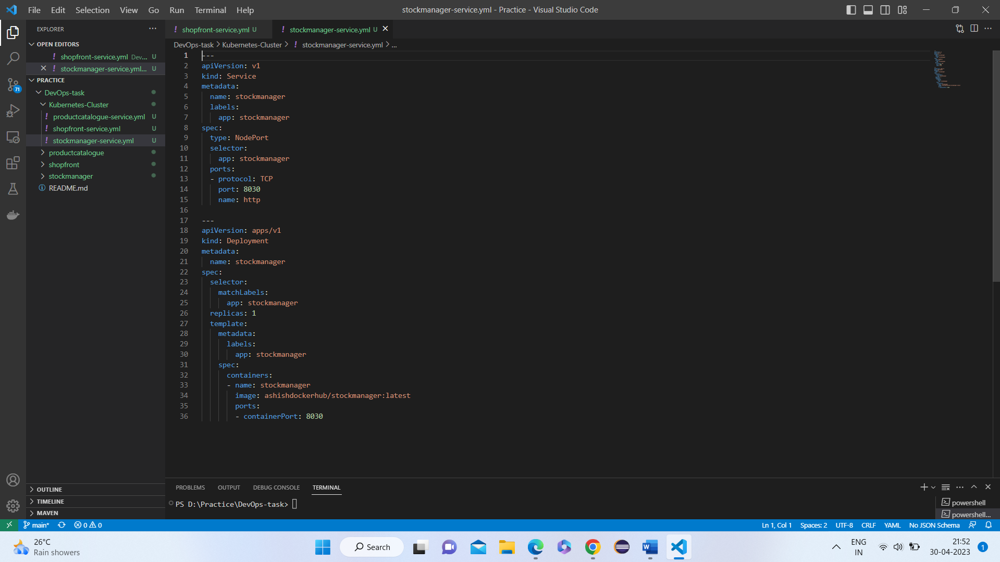 File Edit Selection View Go Run Terminal Help
stockmanager-service.yml - Practice - Visual Studio Code
EXPLORER
OPEN EDITORS
! shopfront-service.yml Dev... U
! stockmanager-service.yml... U
PRACTICE
DevOps-task
Kubernetes-Cluster
! productcatalogue-service.yml U
! shopfront-service.yml U
! stockmanager-service.yml U
productcatalogue
shopfront
stockmanager
README.md
71
OUTLINE
TIMELINE
MAVEN
! shopfront-service.yml U
! stockmanager-service.yml U
DevOps-task > Kubernetes-Cluster > ! stockmanager-service.yml > ...
1 ---
2 apiVersion: v1
3 kind: Service
4 metadata:
5 name: stockmanager
6 labels:
7 app: stockmanager
8 spec:
9 type: NodePort
10 selector:
11 app: stockmanager
12 ports:
13 - protocol: TCP
14 port: 8030
15 name: http
16
17 ---
18 apiVersion: apps/v1
19 kind: Deployment
20 metadata:
21 name: stockmanager
22 spec:
23 selector:
24 matchLabels:
25 app: stockmanager
26 replicas: 1
27 template:
28 metadata:
29 labels:
30 app: stockmanager
31 spec:
32 containers:
33 - name: stockmanager
34 image: ashishdockerhub/stockmanager:latest
35 ports:
36 - containerPort: 8030
PROBLEMS OUTPUT DEBUG CONSOLE TERMINAL
PS D:\Practice\DevOps-task>
powershell
powershell...
main* 0 0
Ln 1, Col 1 Spaces: 2 UTF-8 CRLF YAML No JSON Schema
26°C
Rain showers
Search
ENG
IN
21:52
30-04-2023
1